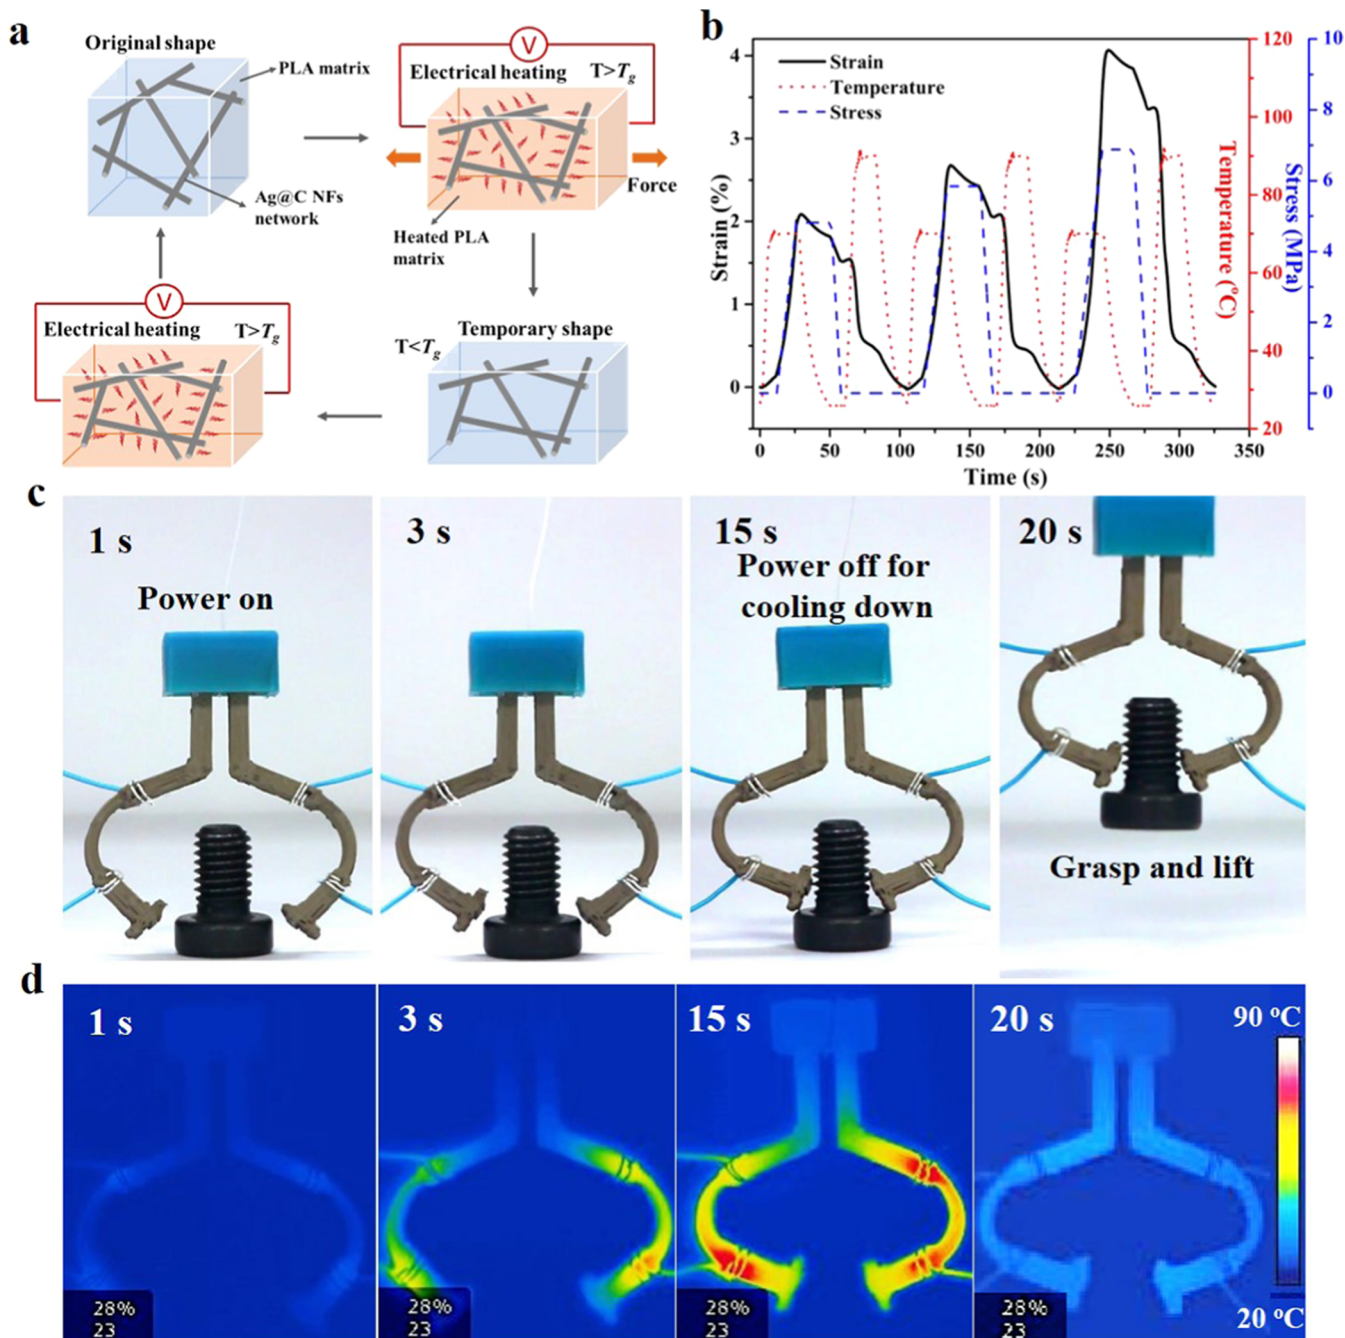 a
Original shape
PLA matrix
Ag@C NFs
network
V
Electrical heating T>Tg
Force
Heated PLA
matrix
V
Electrical heating T>Tg
T<Tg
Temporary shape
b
Strain
Temperature
Stress
Strain (%)
4
3
2
1
0
0 50 100 150 200 250 300 350
Time (s)
120
100
80
60
40
20
Temperature (°C)
10
8
6
4
2
0
Stress (MPa)
c
1 s
Power on
3 s
15 s
Power off for
cooling down
20 s
Grasp and lift
d
1 s
28%
23
3 s
28%
23
15 s
28%
23
20 s
28%
23
90 °C
20 °C